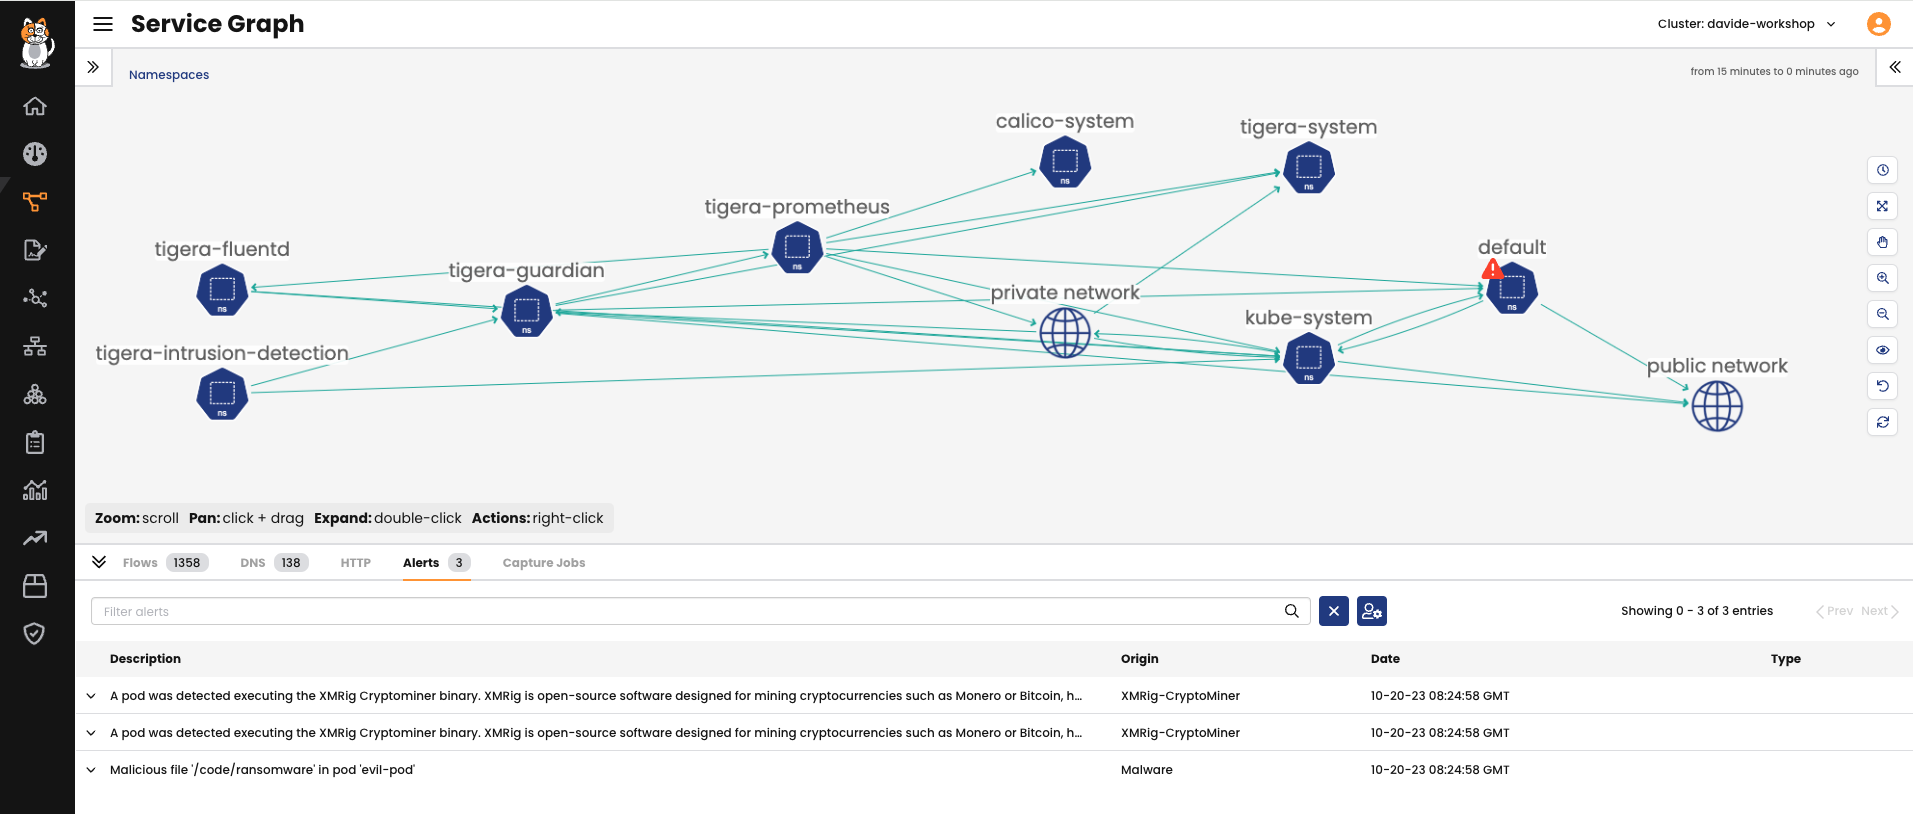 Service Graph
Cluster: davide-workshop
Namespaces
from 15 minutes to 0 minutes ago
calico-system
tigera-system
ns
ns
tigera-prometheus
ns
tigera-fluentd
ns
tigera-guardian
ns
default
ns
private network
kube-system
ns
tigera-intrusion-detection
ns
public network
Zoom: scroll Pan: click + drag Expand: double-click Actions: right-click
Flows 1358 DNS 138 HTTP Alerts 3 Capture Jobs
Filter alerts
Showing 0 - 3 of 3 entries Prev Next
Description Origin Date Type
A pod was detected executing the XMRig Cryptominer binary. XMRig is open-source software designed for mining cryptocurrencies such as Monero or Bitcoin, h... XMRig-CryptoMiner 10-20-23 08:24:58 GMT
A pod was detected executing the XMRig Cryptominer binary. XMRig is open-source software designed for mining cryptocurrencies such as Monero or Bitcoin, h... XMRig-CryptoMiner 10-20-23 08:24:58 GMT
Malicious file '/code/ransomware' in pod 'evil-pod' Malware 10-20-23 08:24:58 GMT